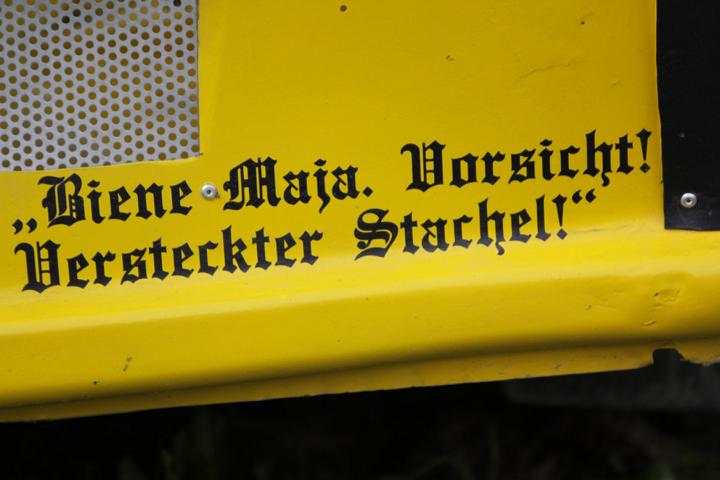 „Biene Maja. Vorsicht!
Versteckter Stachel!“